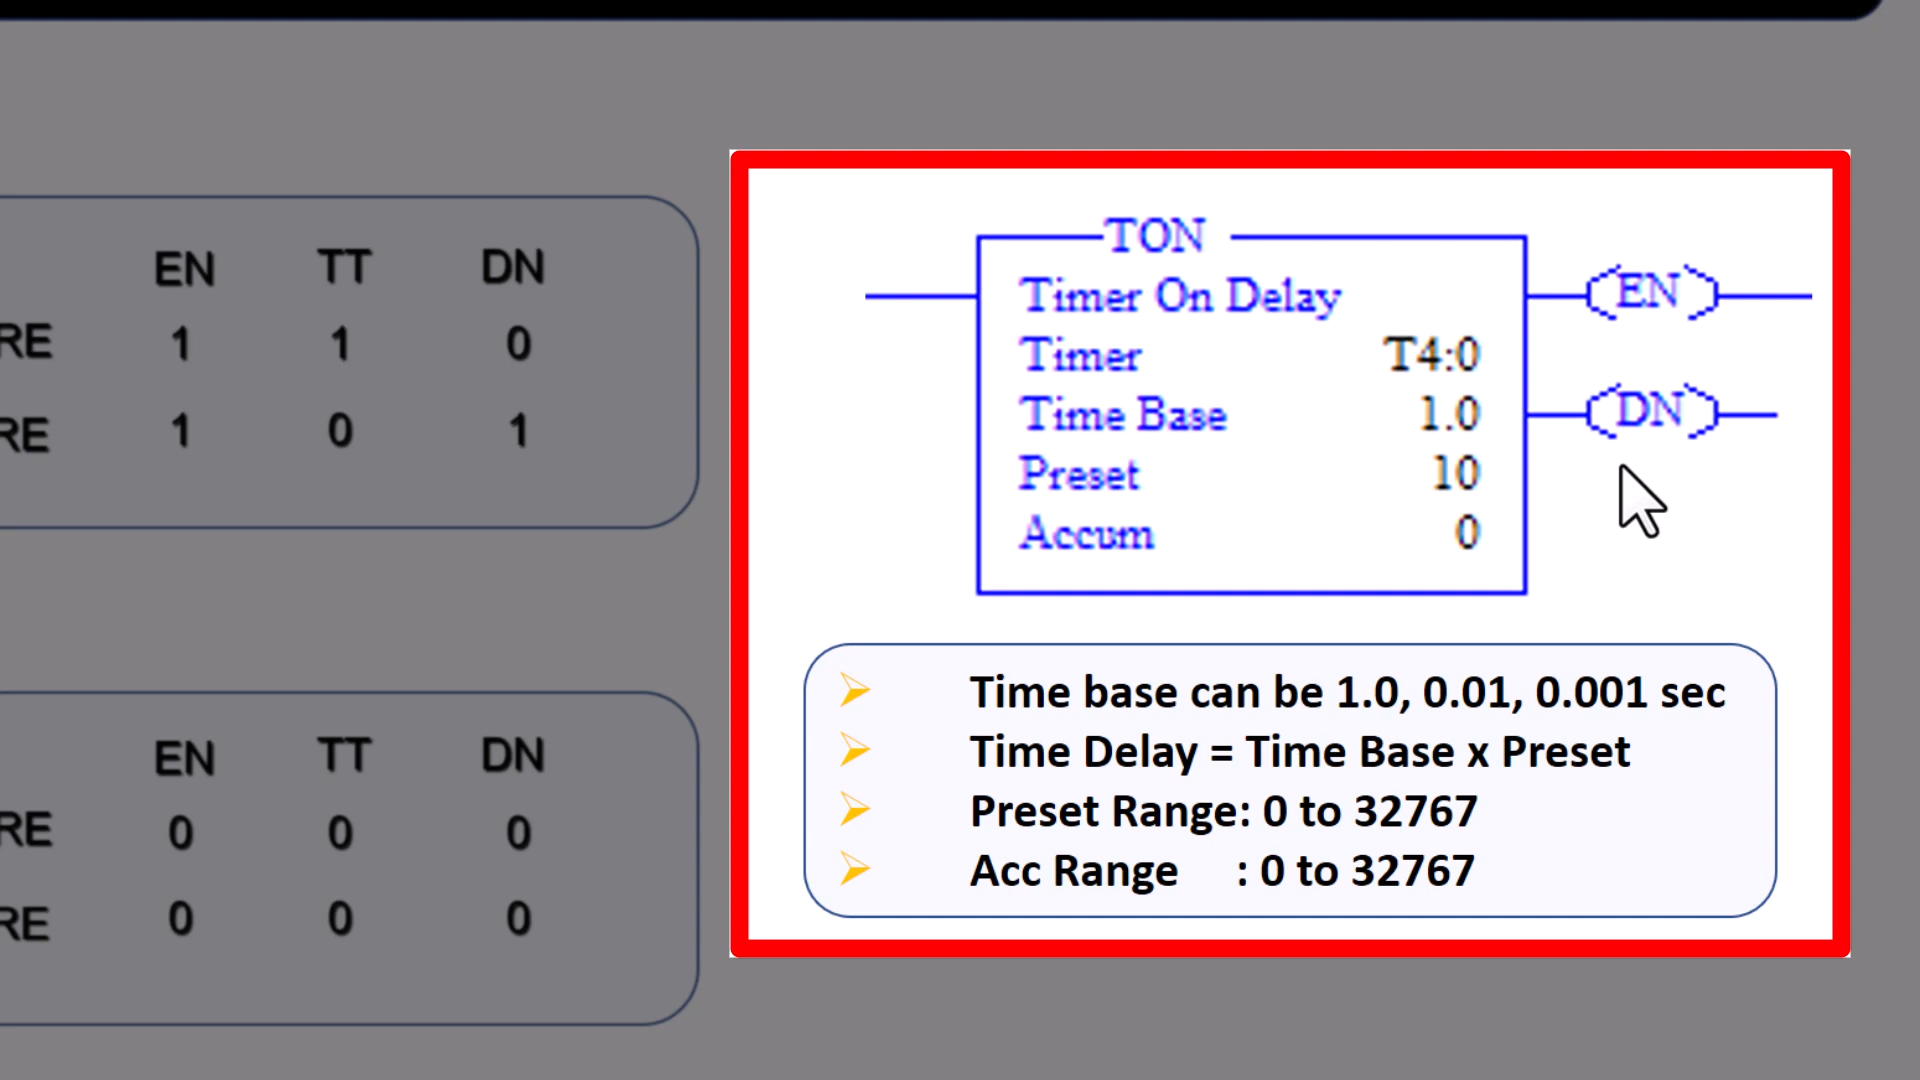 EN TT DN
RE 1 1 0
RE 1 0 1
EN TT DN
RE 0 0 0
RE 0 0 0
TON
Timer On Delay
Timer T4:0
Time Base 1.0
Preset 10
Accum 0
EN
DN
Time base can be 1.0, 0.01, 0.001 sec
Time Delay = Time Base x Preset
Preset Range: 0 to 32767
Acc Range : 0 to 32767